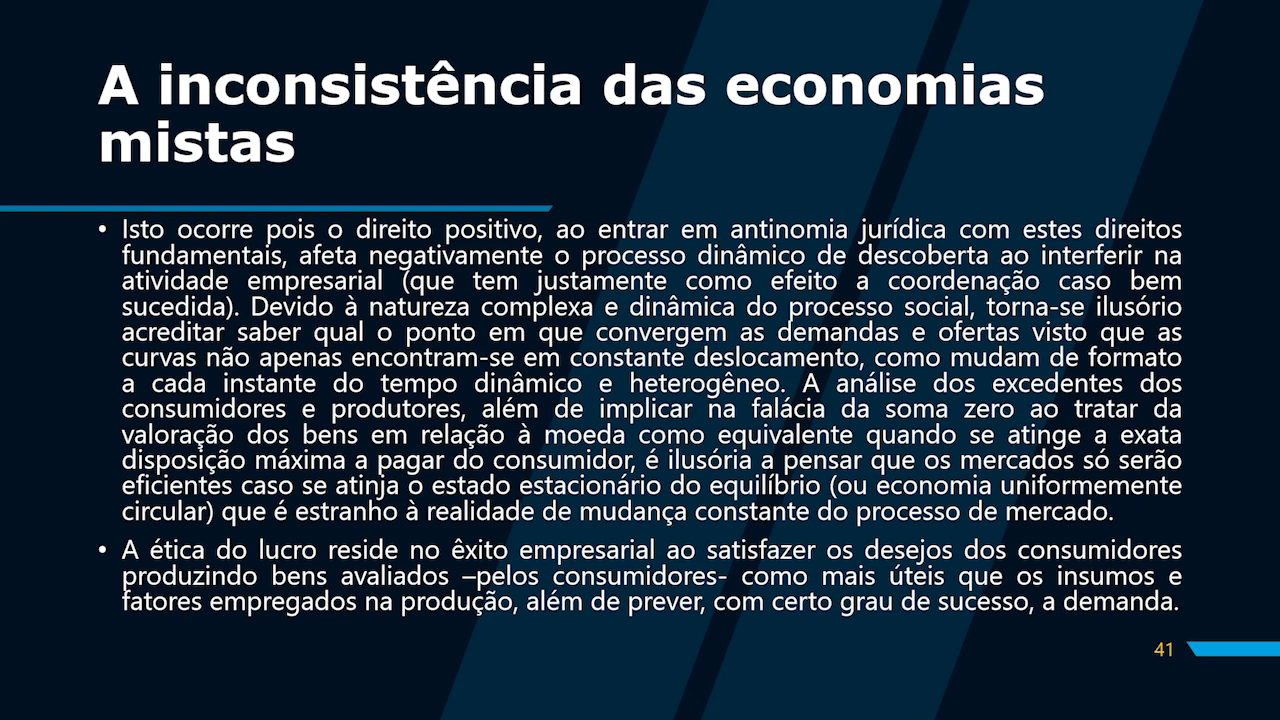 A inconsistência das economias
mistas
• Isto ocorre pois o direito positivo, ao entrar em antinomia jurídica com estes direitos
fundamentais, afeta negativamente o processo dinâmico de descoberta ao interferir na
atividade empresarial (que tem justamente como efeito a coordenação caso bem
sucedida). Devido à natureza complexa e dinâmica do processo social, torna-se ilusório
acreditar saber qual o ponto em que convergem as demandas e ofertas visto que as
curvas não apenas encontram-se em constante deslocamento, como mudam de formato
a cada instante do tempo dinâmico e heterogêneo. A análise dos excedentes dos
consumidores e produtores, além de implicar na falácia da soma zero ao tratar da
valoração dos bens em relação à moeda como equivalente quando se atinge a exata
disposição máxima a pagar do consumidor, é ilusória a pensar que os mercados só serão
eficientes caso se atinja o estado estacionário do equilíbrio (ou economia uniformemente
circular) que é estranho à realidade de mudança constante do processo de mercado.
• A ética do lucro reside no êxito empresarial ao satisfazer os desejos dos consumidores
produzindo bens avaliados –pelos consumidores- como mais úteis que os insumos e
fatores empregados na produção, além de prever, com certo grau de sucesso, a demanda.
41